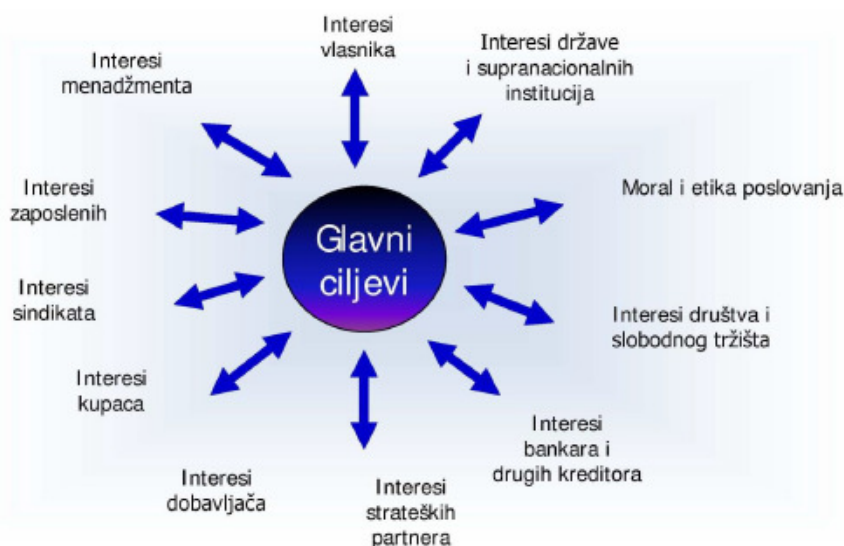 Interesi
vlasnika
Interesi države
i supranacionalnih
institucija
Interesi
menadžmenta
Moral i etika poslovanja
Interesi
zaposlenih
Glavni
ciljevi
Interesi
sindikata
Interesi društva i
slobodnog tržišta
Interesi
kupaca
Interesi
bankara i
drugih kreditora
Interesi
dobavljača
Interesi
strateških
partnera